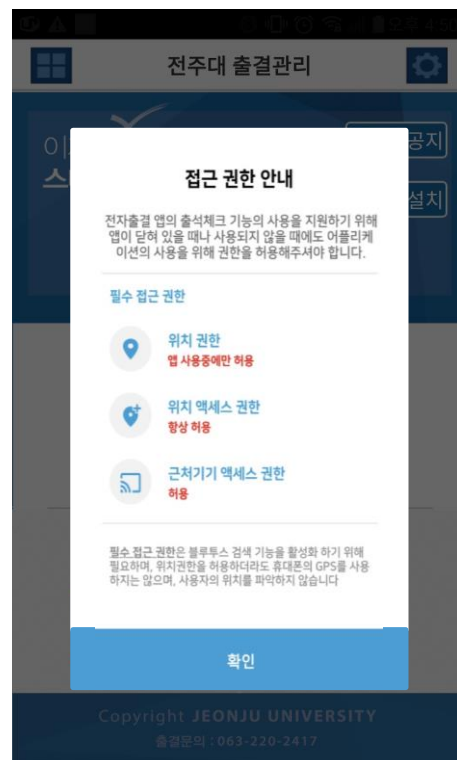 오후 4:59
전주대 출결관리
공지
설치
접근 권한 안내
전자출결 앱의 출석체크 기능의 사용을 지원하기 위해
앱이 닫혀 있을 때나 사용되지 않을 때에도 어플리케
이션의 사용을 위해 권한을 허용해주셔야 합니다.
필수 접근 권한
위치 권한
앱 사용중에만 허용
위치 액세스 권한
항상 허용
근처기기 액세스 권한
허용
필수 접근 권한은 블루투스 검색 기능을 활성화 하기 위해
필요하며, 위치권한을 허용하더라도 휴대폰의 GPS를 사용
하지는 않으며, 사용자의 위치를 파악하지 않습니다
확인
Copyright JEONJU UNIVERSITY
출결문의 : 063-220-2417